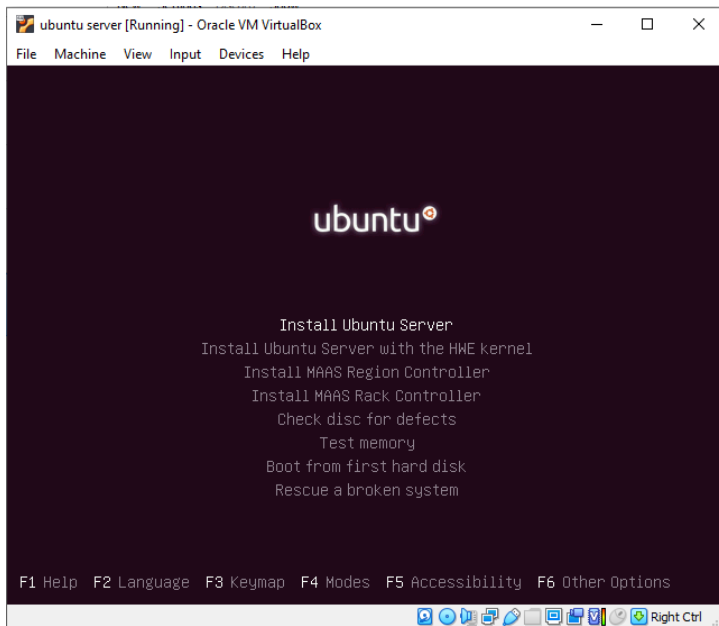 ubuntu server [Running] - Oracle VM VirtualBox
File Machine View Input Devices Help
ubuntu
Install Ubuntu Server
Install Ubuntu Server with the HWE kernel
Install MAAS Region Controller
Install MAAS Rack Controller
Check disc for defects
Test memory
Boot from first hard disk
Rescue a broken system
F1 Help F2 Language F3 Keymap F4 Modes F5 Accessibility F6 Other Options
Right Ctrl